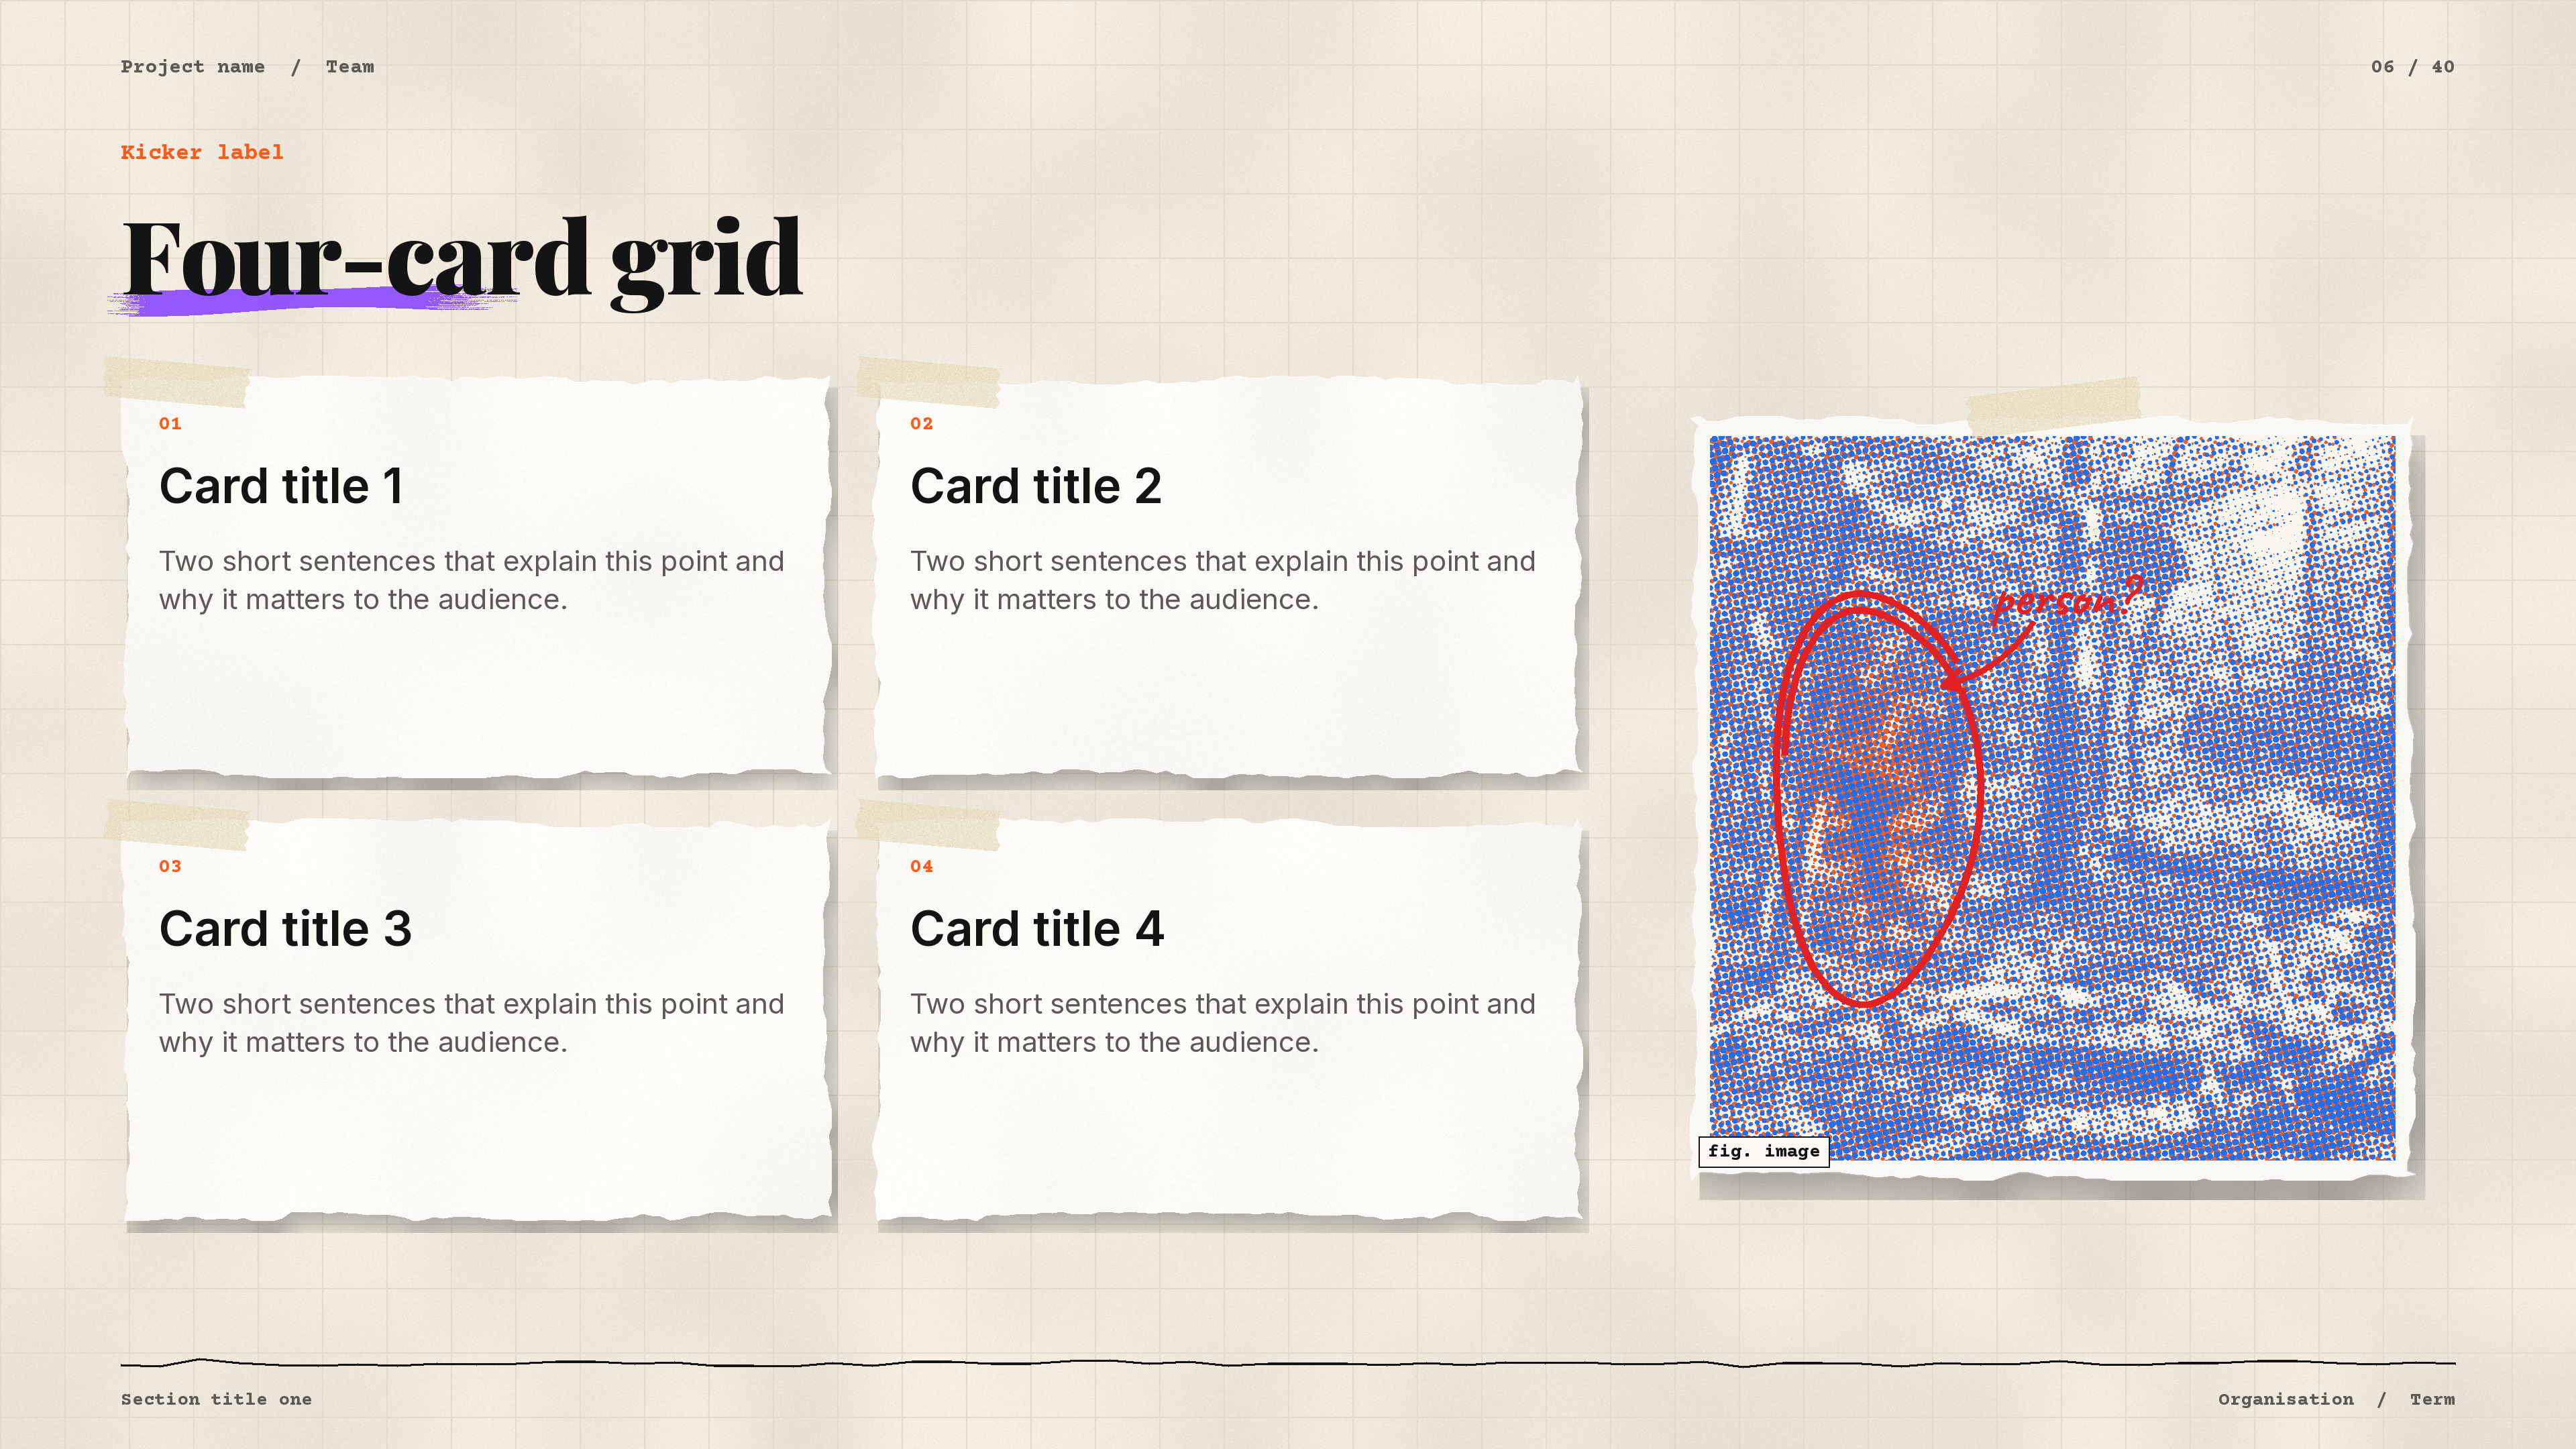 Project name / Team
06 / 40
Kicker label
Four-card grid
01
Card title 1
Two short sentences that explain this point and
why it matters to the audience.
02
Card title 2
Two short sentences that explain this point and
why it matters to the audience.
03
Card title 3
Two short sentences that explain this point and
why it matters to the audience.
04
Card title 4
Two short sentences that explain this point and
why it matters to the audience.
person?
fig. image
Section title one
Organisation / Term